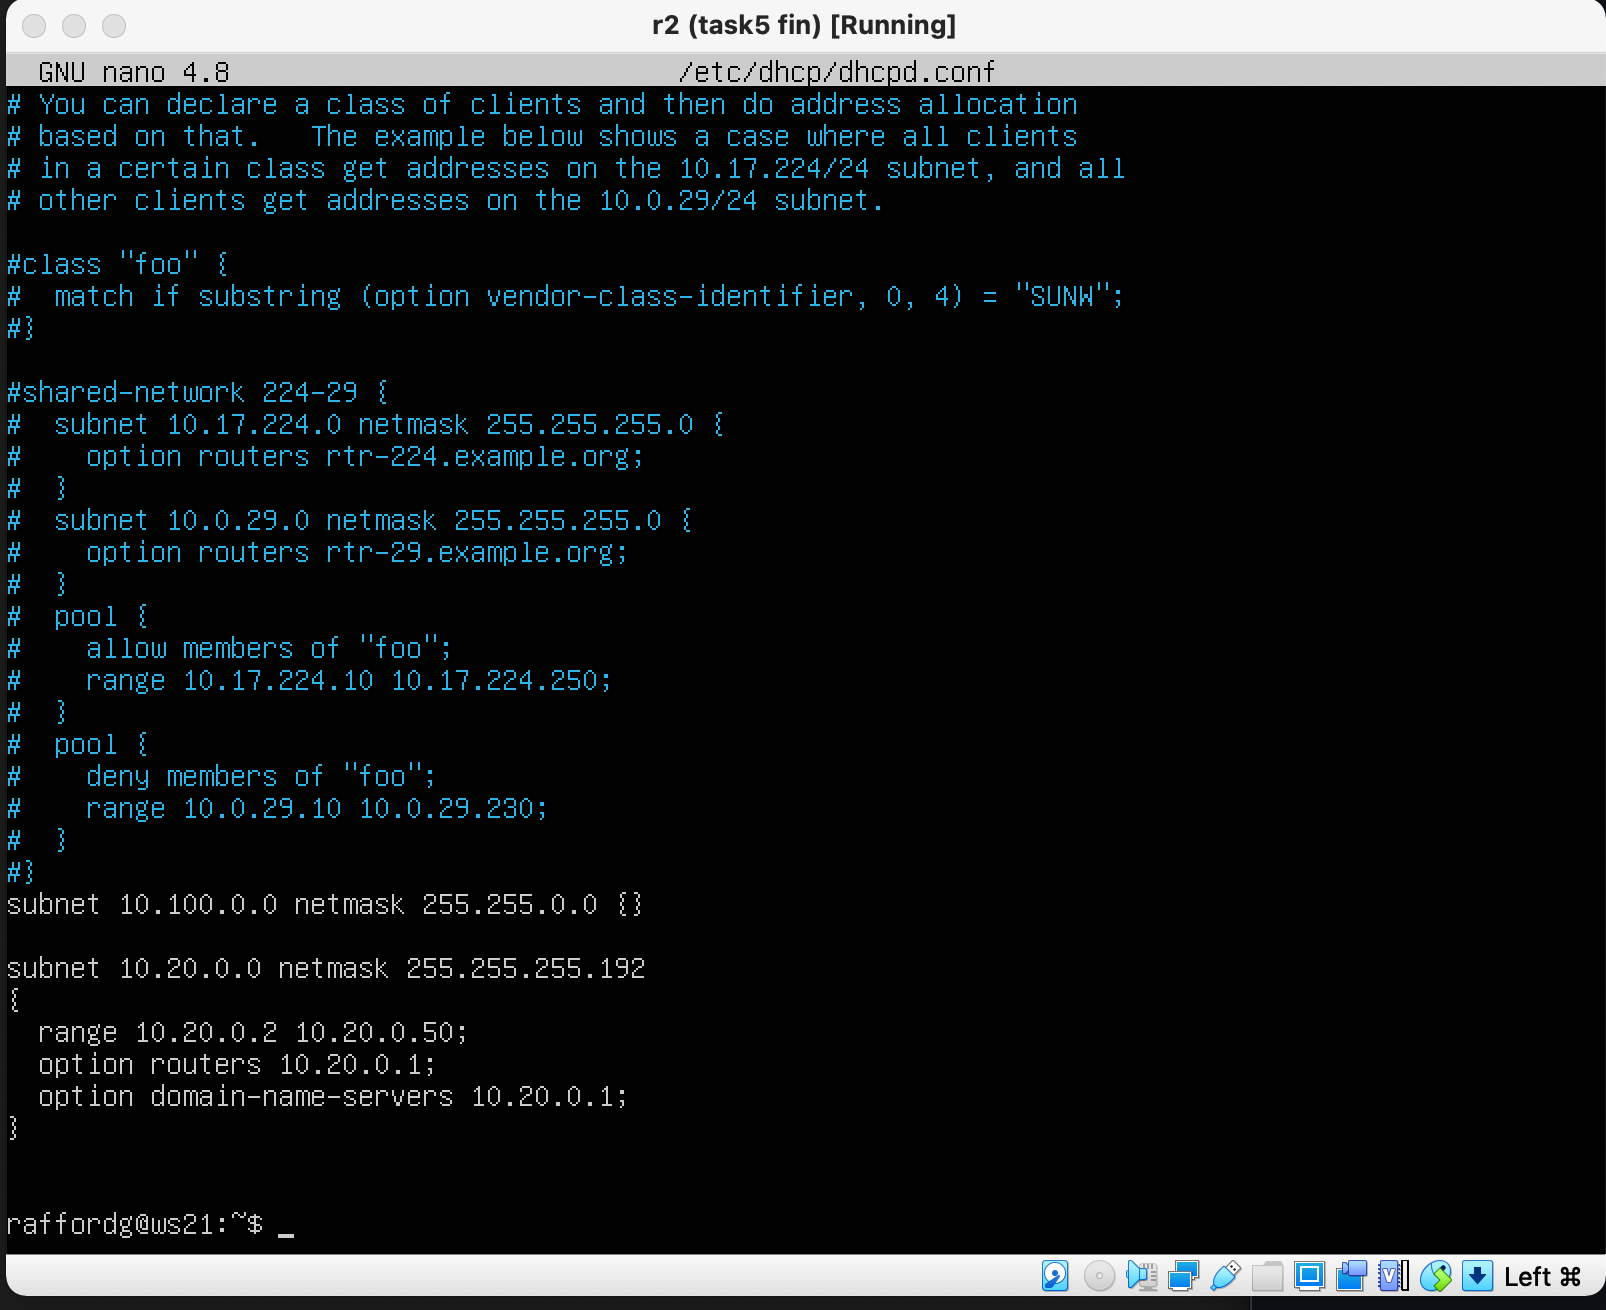 r2 (task5 fin) [Running]
GNU nano 4.8 /etc/dhcp/dhcpd.conf
# You can declare a class of clients and then do address allocation
# based on that.   The example below shows a case where all clients
# in a certain class get addresses on the 10.17.224/24 subnet, and all
# other clients get addresses on the 10.0.29/24 subnet.
#class "foo" {
#  match if substring (option vendor-class-identifier, 0, 4) = "SUNW";
#}
#shared-network 224-29 {
#  subnet 10.17.224.0 netmask 255.255.255.0 {
#    option routers rtr-224.example.org;
#  }
#  subnet 10.0.29.0 netmask 255.255.255.0 {
#    option routers rtr-29.example.org;
#  }
#  pool {
#    allow members of "foo";
#    range 10.17.224.10 10.17.224.250;
#  }
#  pool {
#    deny members of "foo";
#    range 10.0.29.10 10.0.29.230;
#  }
#}
subnet 10.100.0.0 netmask 255.255.0.0 {}
subnet 10.20.0.0 netmask 255.255.255.192
{
  range 10.20.0.2 10.20.0.50;
  option routers 10.20.0.1;
  option domain-name-servers 10.20.0.1;
}
raffordg@ws21:~$ _
Left ⌘